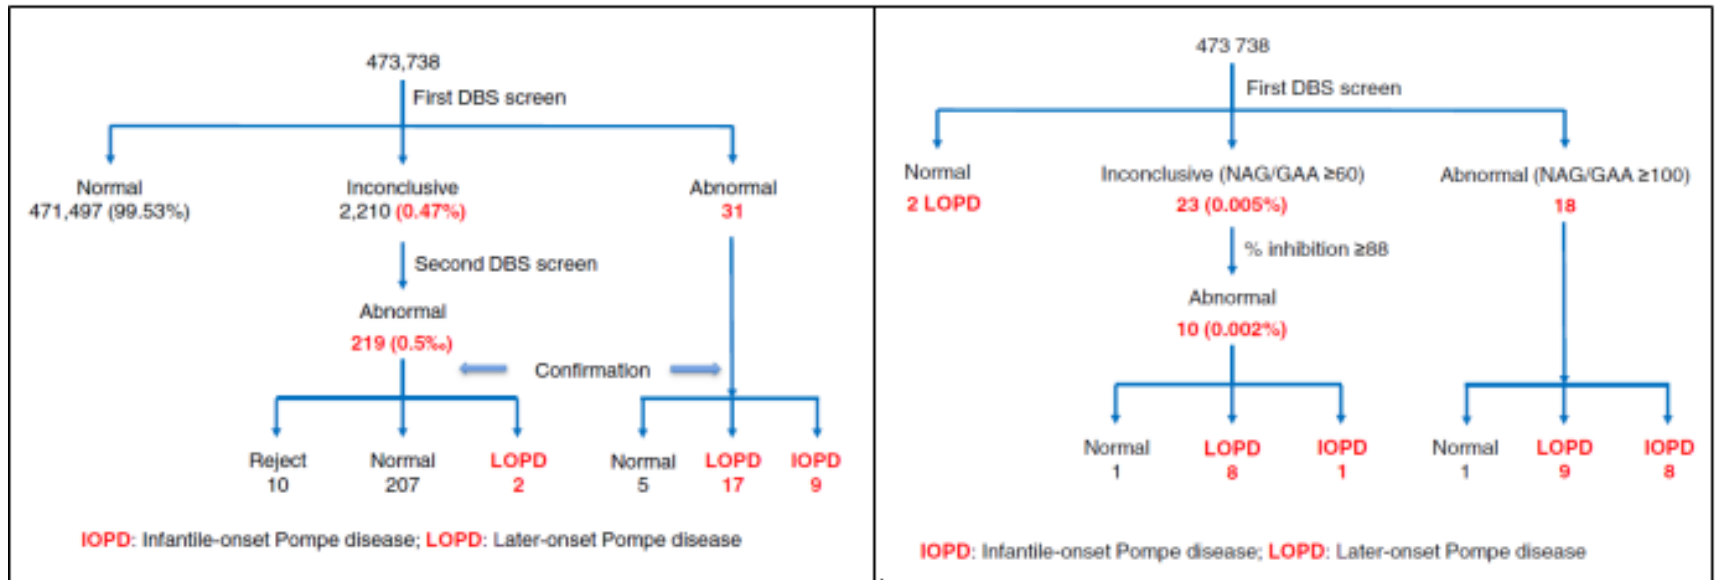 473,738
First DBS screen
Normal
471,497 (99.53%)
Inconclusive
2,210 (0.47%)
Abnormal
31
Second DBS screen
Abnormal
219 (0.5‰)
Confirmation
Reject
10
Normal
207
LOPD
2
Normal
5
LOPD
17
IOPD
9
IOPD: Infantile-onset Pompe disease; LOPD: Later-onset Pompe disease
473 738
First DBS screen
Normal
2 LOPD
Inconclusive (NAG/GAA ≥60)
23 (0.005%)
Abnormal (NAG/GAA ≥100)
18
% inhibition ≥88
Abnormal
10 (0.002%)
Normal
1
LOPD
8
IOPD
1
Normal
1
LOPD
9
IOPD
8
IOPD: Infantile-onset Pompe disease; LOPD: Later-onset Pompe disease